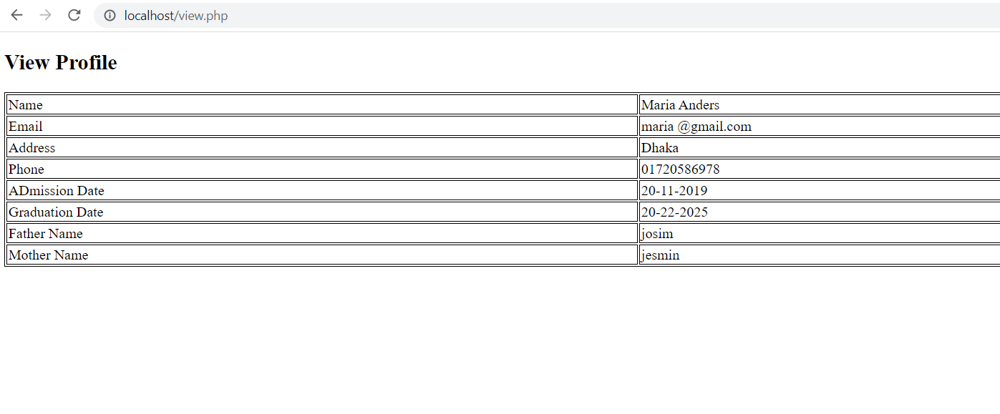 localhost/view.php
View Profile
Name Maria Anders
Email maria @gmail.com
Address Dhaka
Phone 01720586978
ADmission Date 20-11-2019
Graduation Date 20-22-2025
Father Name josim
Mother Name jesmin